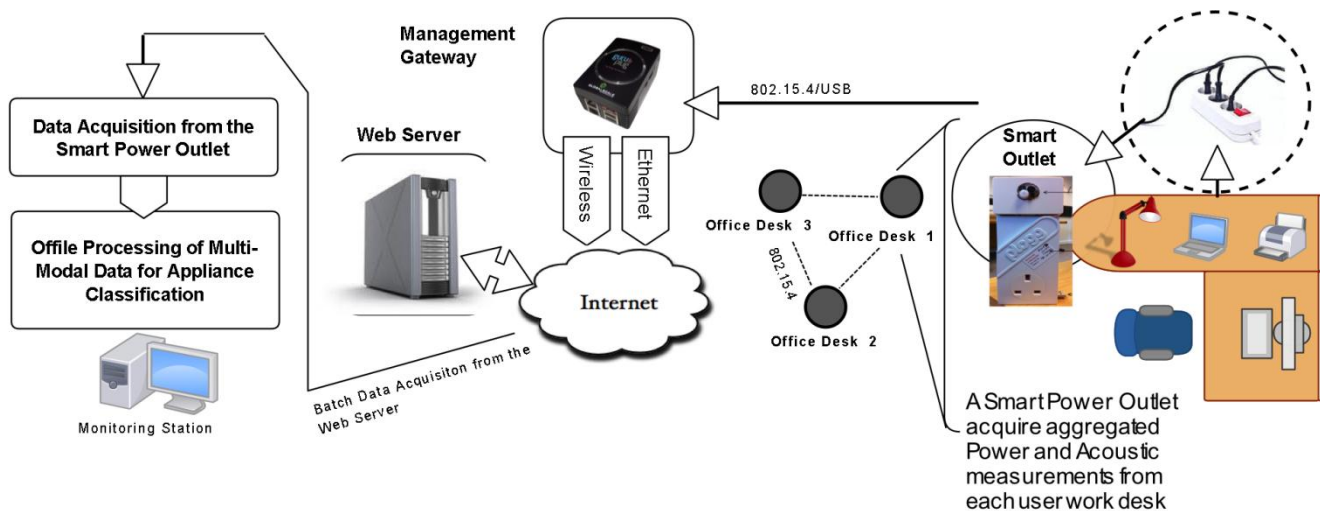 Management
Gateway
802.15.4/USB
Data Acquisition from the
Smart Power Outlet
Web Server
Wireless
Ethernet
Smart
Outlet
plogg
Office Desk 3
Office Desk 1
802.15.4
Office Desk 2
Offile Processing of Multi-
Modal Data for Appliance
Classification
Internet
Batch Data Acquisiton from the
Web Server
Monitoring Station
A Smart Power Outlet
acquire aggregated
Power and Acoustic
measurements from
each user work desk